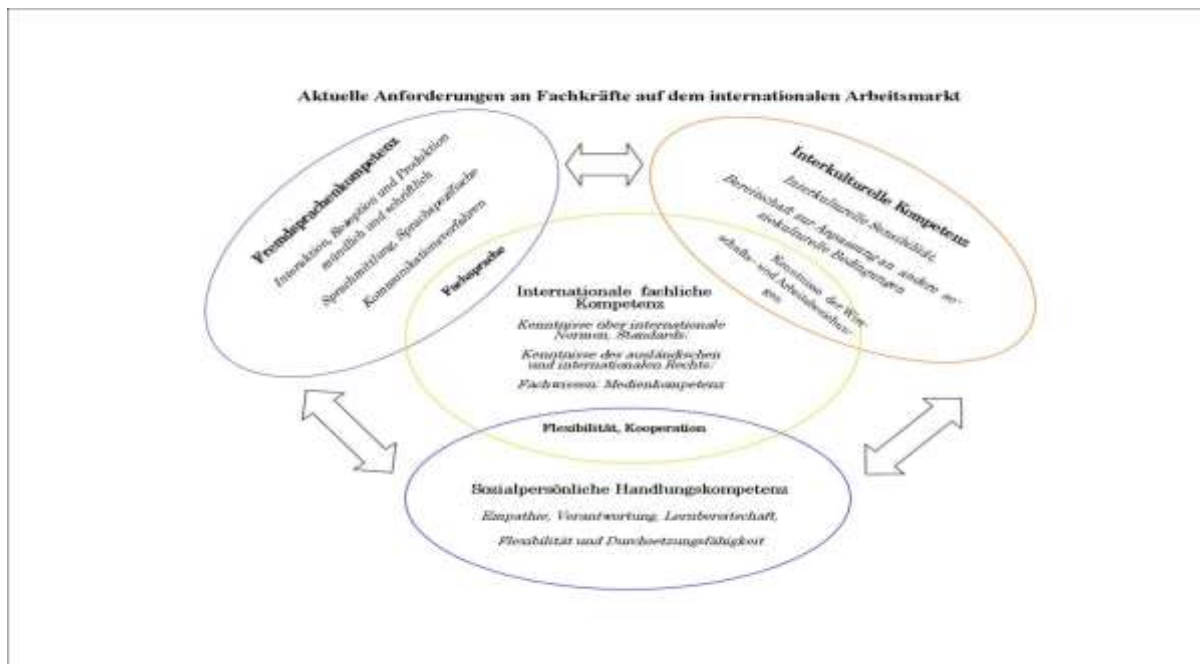 Aktuelle Anforderungen an Fachkräfte auf dem internationalen Arbeitsmarkt
Fremdsprachenkompetenz
Interaktion, Rezeption und Produktion
mündlich und schriftlich
Sprachmittlung, Sprachspezifische
Kommunikationsverfahren
Fachsprache
Interkulturelle Kompetenz
Interkulturelle Sensibilität,
Bereitschaft zur Anpassung an andere so-
ziokulturelle Bedingungen
Kenntnisse der Wirt-
schafts- und Arbeitsbeziehun-
gen
Internationale fachliche
Kompetenz
Kenntnisse über internationale
Normen, Standards;
Kenntnisse des ausländischen
und internationalen Rechts;
Fachwissen; Medienkompetenz
Flexibilität, Kooperation
Sozialpersönliche Handlungskompetenz
Empathie, Verantwortung, Lernbereitschaft,
Flexibilität und Durchsetzungsfähigkeit